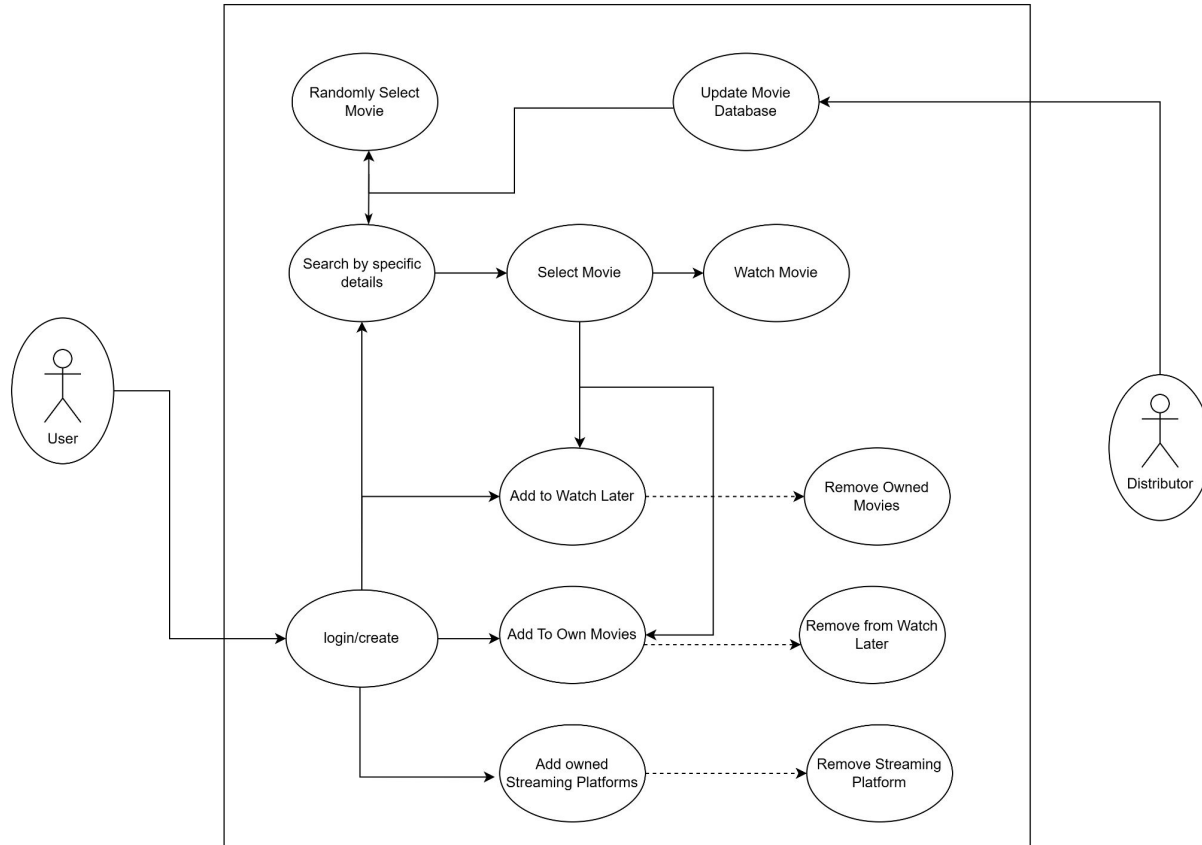 Randomly Select
Movie
Update Movie
Database
Search by specific
details
Select Movie
Watch Movie
User
Distributor
Add to Watch Later
Remove Owned
Movies
login/create
Add To Own Movies
Remove from Watch
Later
Add owned
Streaming Platforms
Remove Streaming
Platform